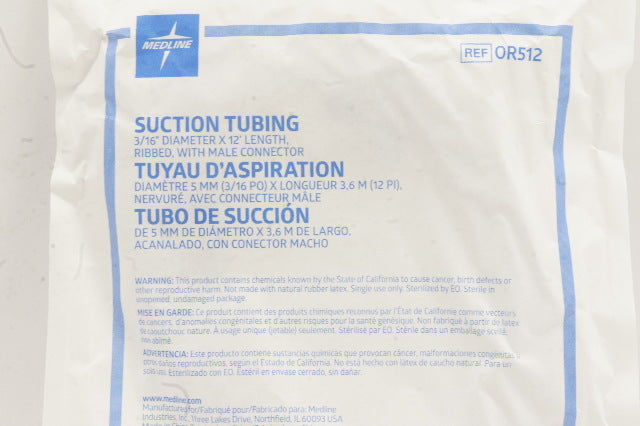 MEDLINE
REF OR512
SUCTION TUBING
3/16" DIAMETER X 12' LENGTH,
RIBBED, WITH MALE CONNECTOR
TUYAU D'ASPIRATION
DIAMÈTRE 5 MM (3/16 PO) X LONGUEUR 3,6 M (12 PI),
NERVURÉ, AVEC CONNECTEUR MÂLE
TUBO DE SUCCIÓN
DE 5 MM DE DIÁMETRO X 3,6 M DE LARGO,
ACANALADO, CON CONECTOR MACHO
WARNING: This product contains chemicals known by the State of California to cause cancer, birth defects or
other reproductive harm. Not made with natural rubber latex. Single use only. Sterilized by EO. Sterile in
unopened, undamaged package.
MISE EN GARDE: Ce produit contient des produits chimiques reconnus par l'État de Californie comme vecteurs
de cancers, d'anomalies congénitales et d'autres risques pour la santé génésique. Non fabriqué à partir de latex
de caoutchouc nature. À usage unique (jetable) seulement. Stérilisé par EO. Stérile dans un emballage scellé,
non abîmé.
ADVERTENCIA: Este producto contiene sustancias químicas que provocan cáncer, malformaciones congénitas u
otros daños reproductivos, según el Estado de California. No está hecho con látex de caucho natural. Para un
solo uso. Esterilizado con EO. Estéril en envase cerrado, sin dañar.
www.medline.com
Manufactured for/Fabriqué pour/Fabricado para: Medline
Industries, Inc. Three Lakes Drive, Northfield, IL 60093 USA